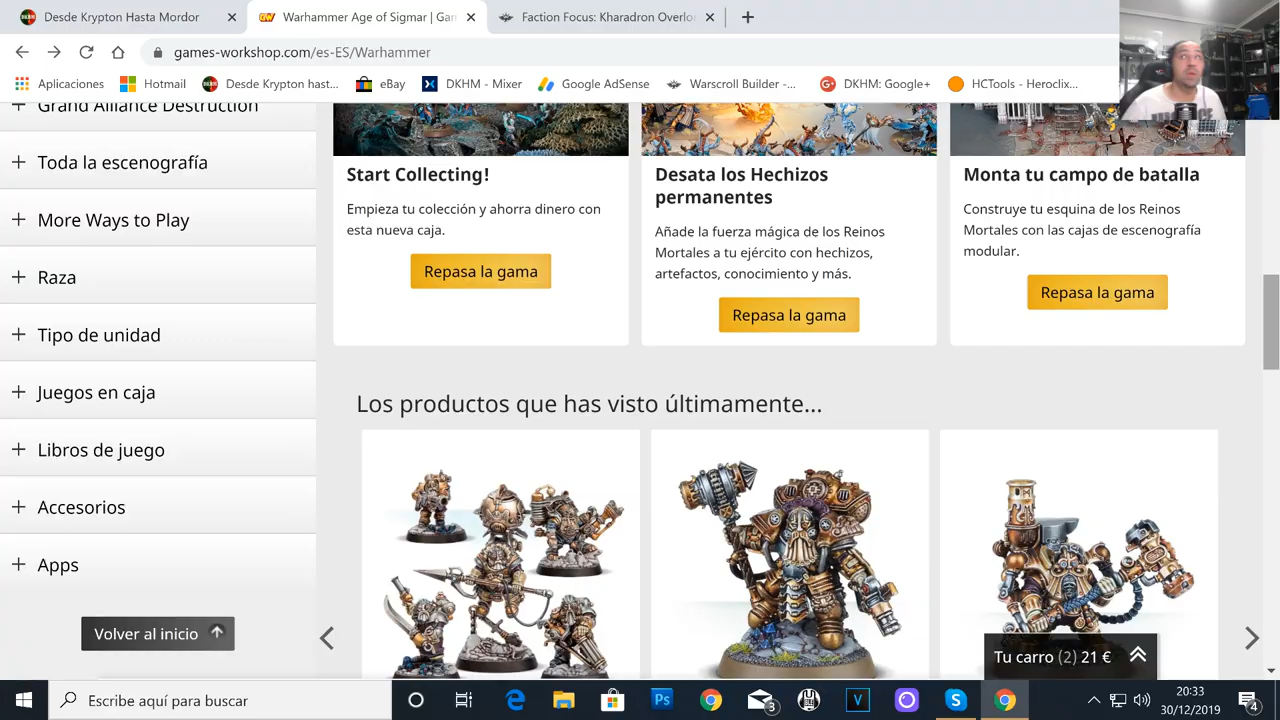 Desde Krypton Hasta Mordor
Warhammer Age of Sigmar | Gam
Faction Focus: Kharadron Overlo
games-workshop.com/es-ES/Warhammer
Aplicaciones
Hotmail
Desde Krypton hast...
eBay
DKHM - Mixer
Google AdSense
Warscroll Builder -...
DKHM: Google+
HCTools - Heroclix...
Grand Alliance Destruction
Toda la escenografía
More Ways to Play
Raza
Tipo de unidad
Juegos en caja
Libros de juego
Accesorios
Apps
Volver al inicio
Start Collecting!
Empieza tu colección y ahorra dinero con
esta nueva caja.
Repasa la gama
Desata los Hechizos
permanentes
Añade la fuerza mágica de los Reinos
Mortales a tu ejército con hechizos,
artefactos, conocimiento y más.
Repasa la gama
Monta tu campo de batalla
Construye tu esquina de los Reinos
Mortales con las cajas de escenografía
modular.
Repasa la gama
Los productos que has visto últimamente...
Tu carro (2) 21 €
Escribe aquí para buscar
Ps
3
V
20:33
30/12/2019
4